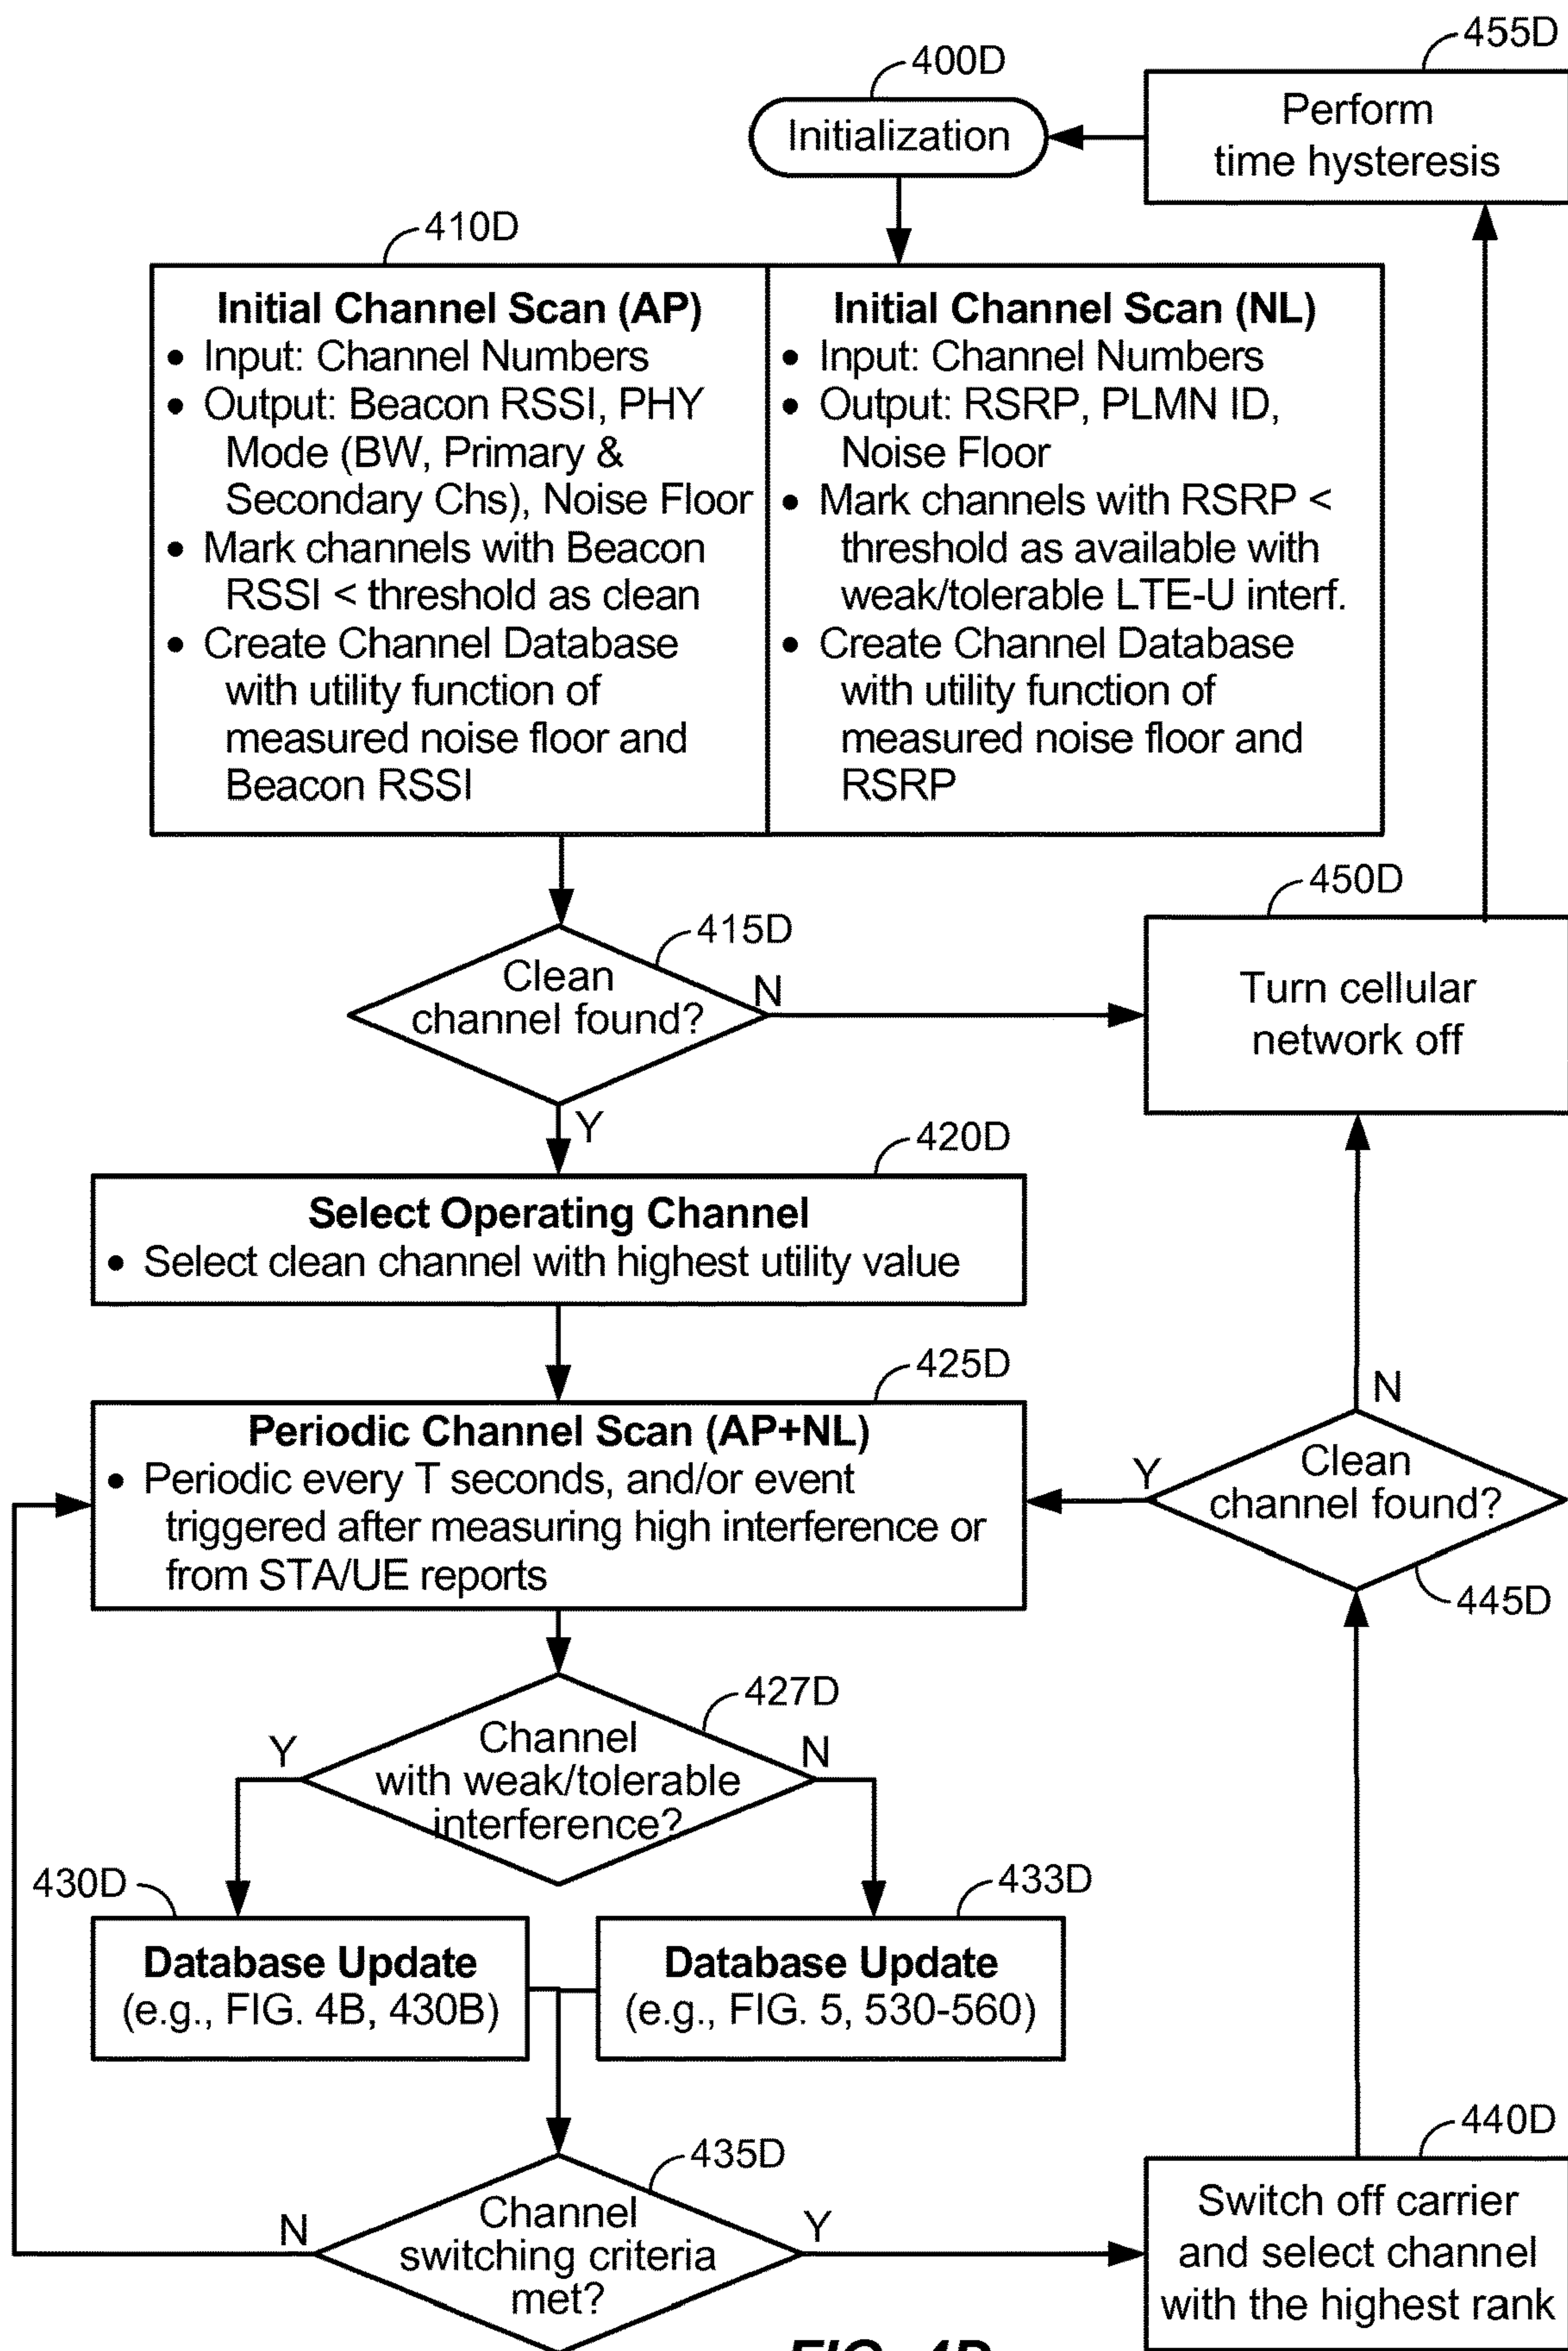 455D
400D
Perform
time hysteresis
Initialization
410D
Initial Channel Scan (AP)
• Input: Channel Numbers
• Output: Beacon RSSI, PHY
Mode (BW, Primary &
Secondary Chs), Noise Floor
• Mark channels with Beacon
RSSI < threshold as clean
• Create Channel Database
with utility function of
measured noise floor and
Beacon RSSI
Initial Channel Scan (NL)
• Input: Channel Numbers
• Output: RSRP, PLMN ID,
Noise Floor
• Mark channels with RSRP <
threshold as available with
weak/tolerable LTE-U interf.
• Create Channel Database
with utility function of
measured noise floor and
RSRP
450D
415D
Clean
channel found?
N
Turn cellular
network off
Y
420D
Select Operating Channel
• Select clean channel with highest utility value
425D
Periodic Channel Scan (AP+NL)
• Periodic every T seconds, and/or event
triggered after measuring high interference or
from STA/UE reports
N
Y
Clean
channel found?
445D
427D
Y
Channel
with weak/tolerable
interference?
N
430D
433D
Database Update
(e.g., FIG. 4B, 430B)
Database Update
(e.g., FIG. 5, 530-560)
435D
440D
N
Channel
switching criteria
met?
Y
Switch off carrier
and select channel
with the highest rank
FIG. 4D